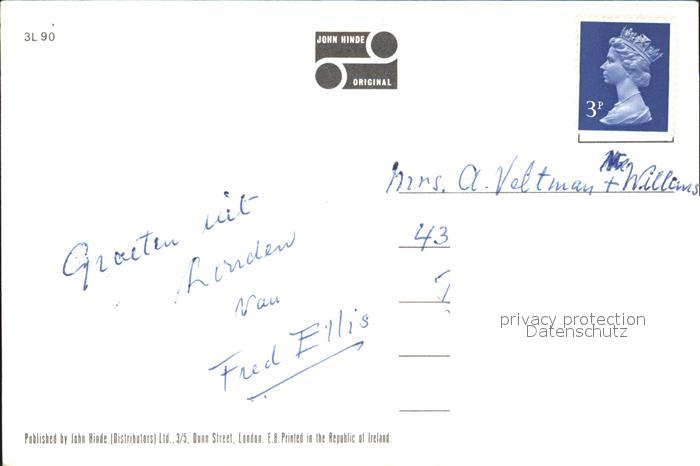 3L 90
JOHN HINDE
ORIGINAL
3P
Mrs. A. Veltman + Willems
43
Groeten uit
Londen
van
Fred Ellis
privacy protection
Datenschutz
Published by John Hinde (Distributors) Ltd., 3/5, Dunn Street, London. E.8. Printed in the Republic of Ireland.